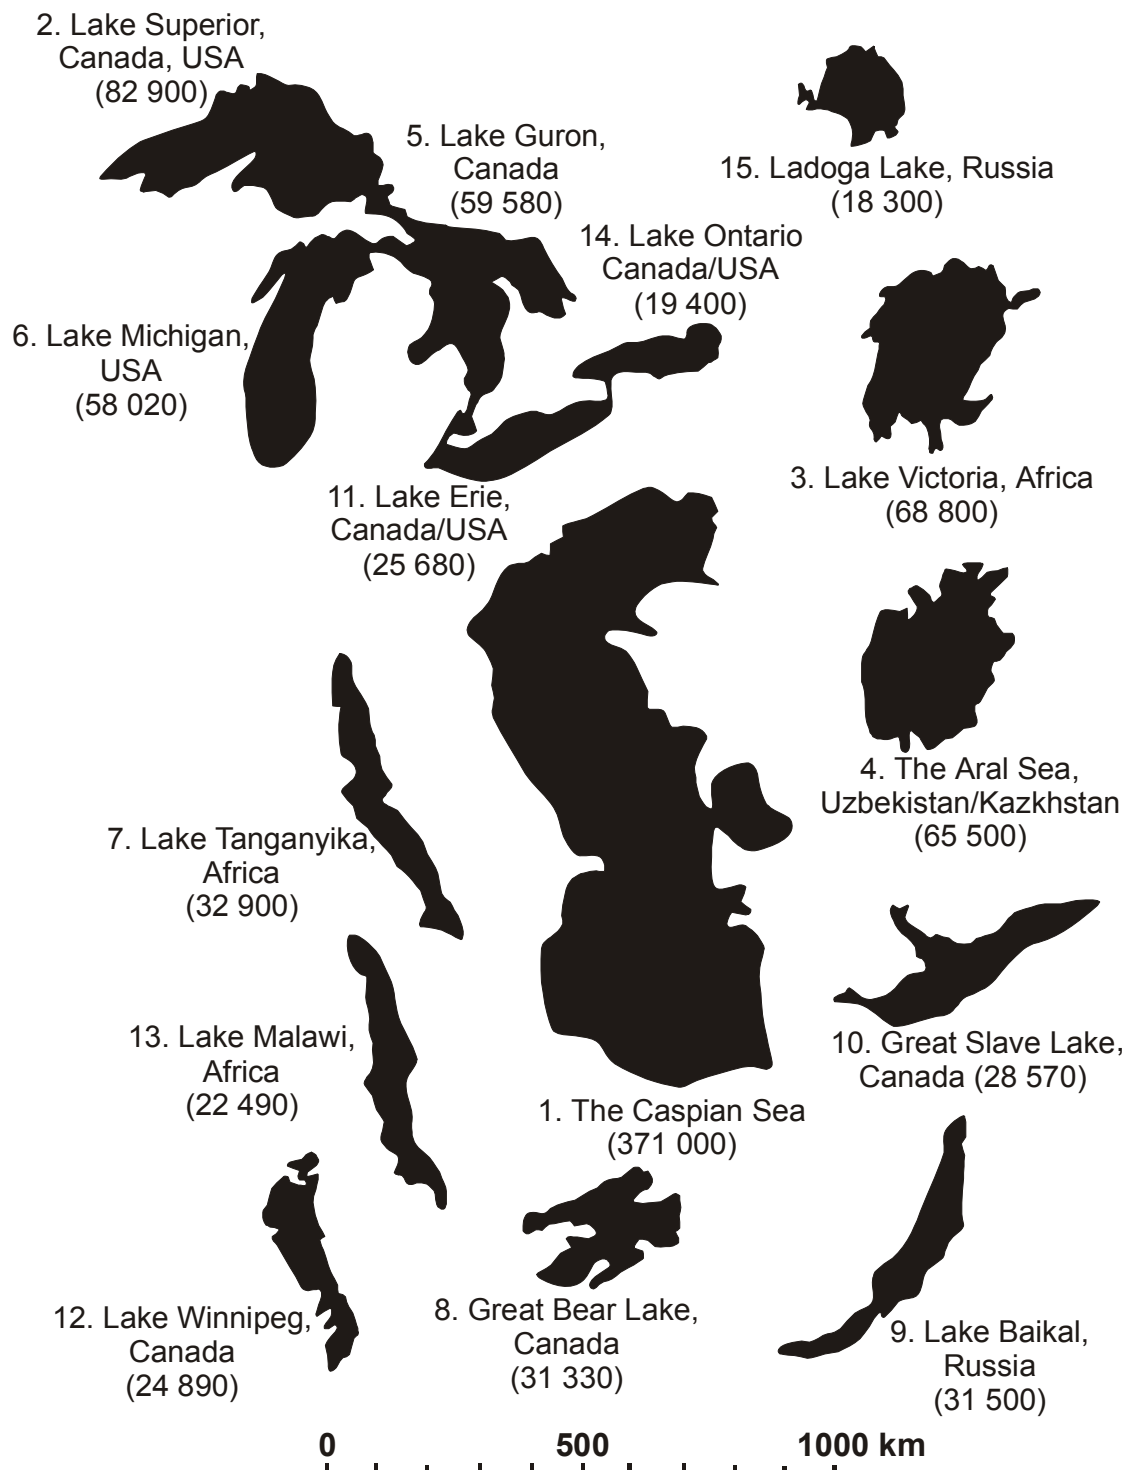 2. Lake Superior,
Canada, USA
(82 900)
5. Lake Guron,
Canada
(59 580)
15. Ladoga Lake, Russia
(18 300)
14. Lake Ontario
Canada/USA
(19 400)
6. Lake Michigan,
USA
(58 020)
3. Lake Victoria, Africa
(68 800)
11. Lake Erie,
Canada/USA
(25 680)
4. The Aral Sea,
Uzbekistan/Kazkhstan
(65 500)
7. Lake Tanganyika,
Africa
(32 900)
13. Lake Malawi,
Africa
(22 490)
10. Great Slave Lake,
Canada (28 570)
1. The Caspian Sea
(371 000)
12. Lake Winnipeg,
Canada
(24 890)
8. Great Bear Lake,
Canada
(31 330)
9. Lake Baikal,
Russia
(31 500)
0 500 1000 km